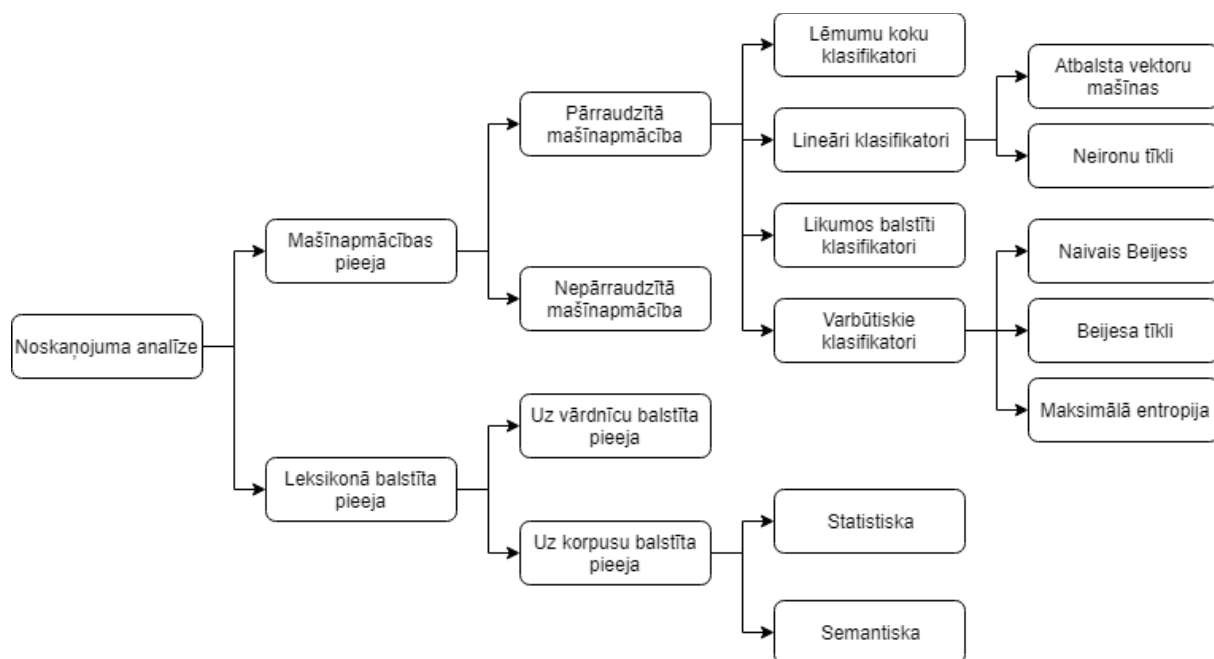 Lēmumu koku
klasifikatori
Atbalsta vektoru
mašīnas
Pārraudzītā
mašīnapmācība
Lineāri klasifikatori
Neironu tīkli
Mašīnapmācības
pieeja
Likumos balstīti
klasifikatori
Naivais Beijess
Nepārraudzītā
mašīnapmācība
Varbūtiskie
klasifikatori
Beijesa tīkli
Noskaņojuma analīze
Maksimālā entropija
Uz vārdnīcu balstīta
pieeja
Leksikonā balstīta
pieeja
Statistiska
Uz korpusu balstīta
pieeja
Semantiska